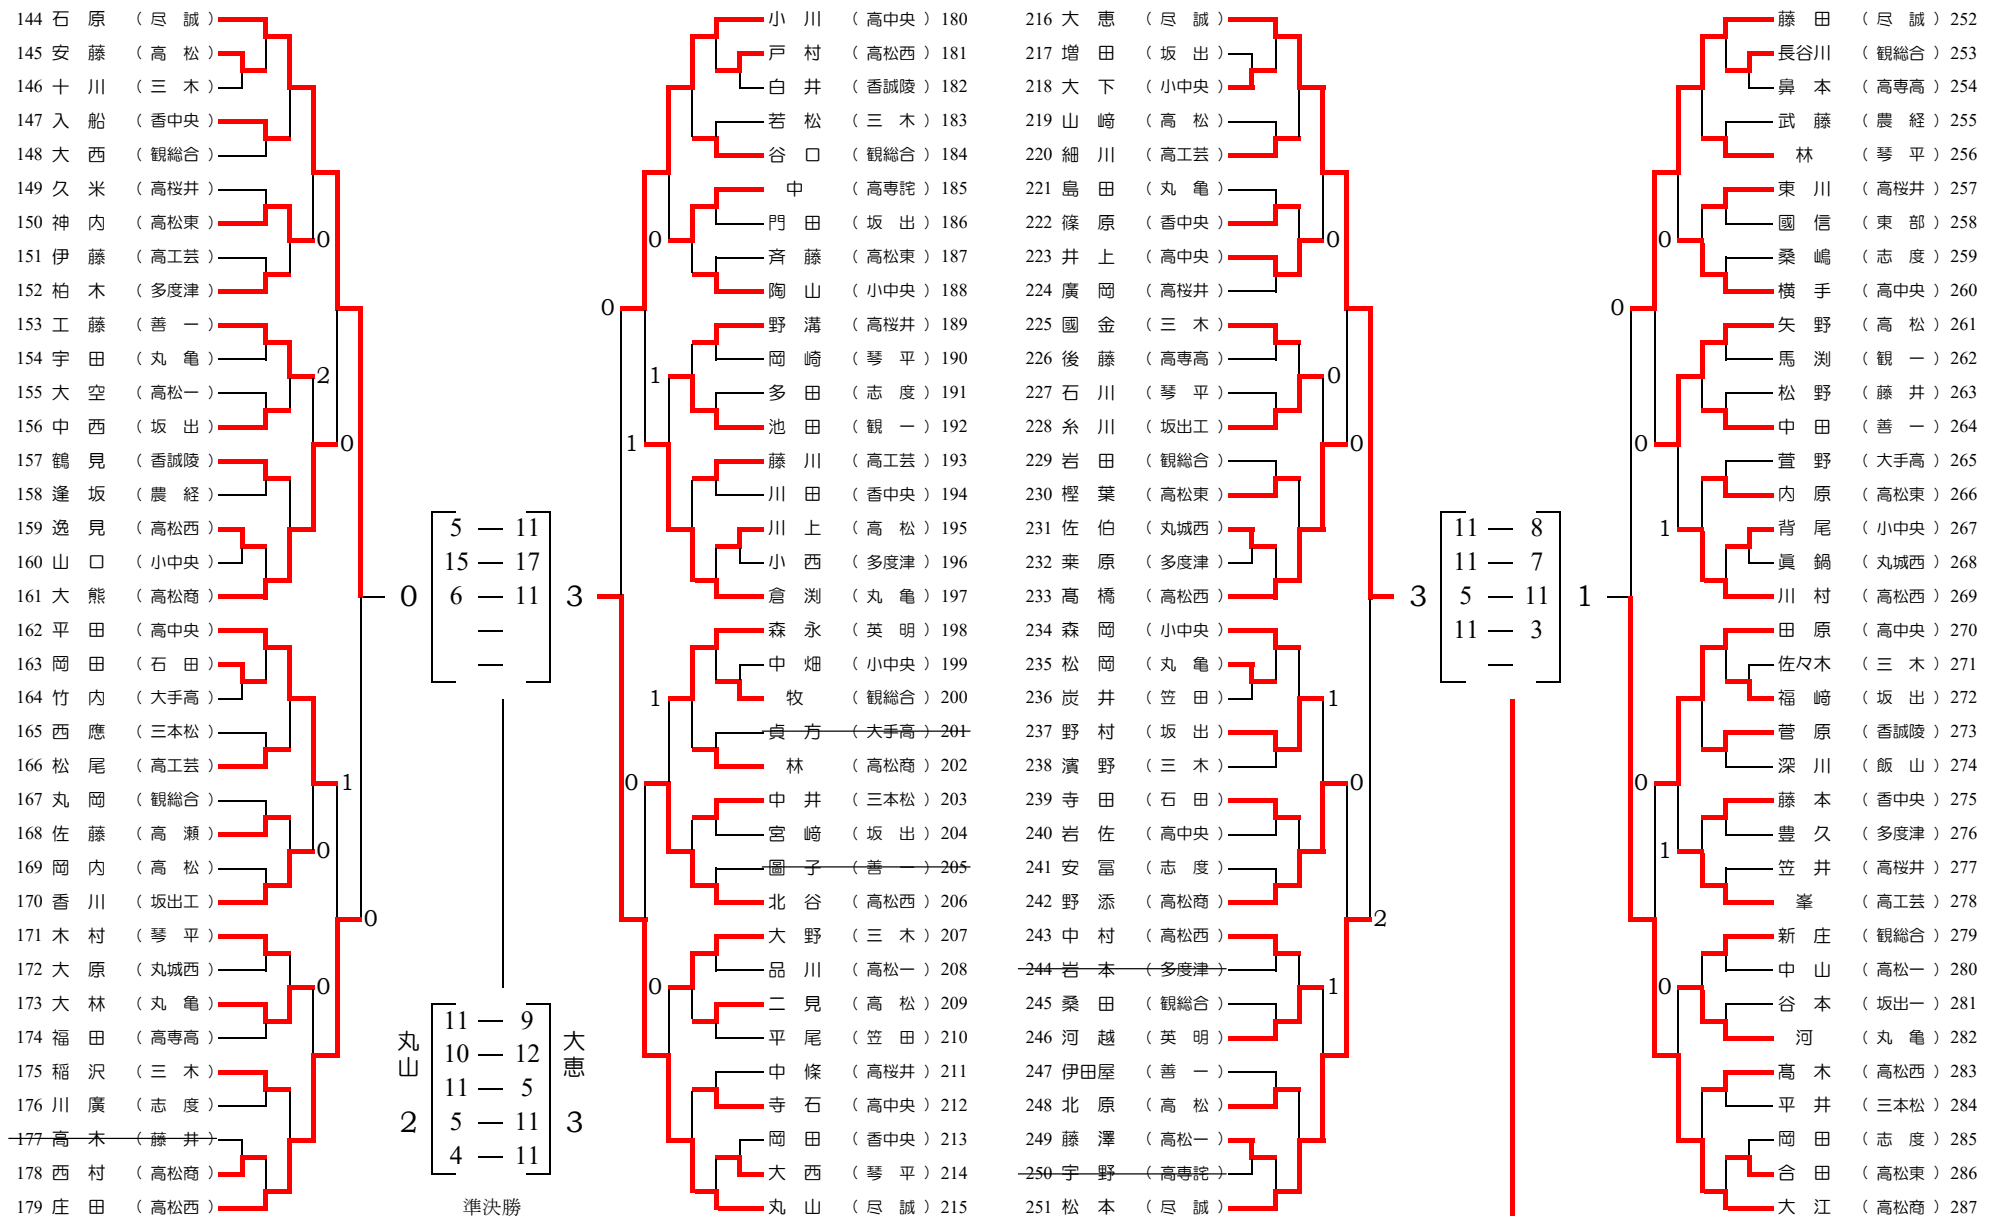 144 石原 （尽誠）
145 安藤 （高松）
146 十川 （三木）
147 入船 （香中央）
148 大西 （観総合）
149 久米 （高桜井）
150 神内 （高松東）
151 伊藤 （高工芸）
152 柏木 （多度津）
153 工藤 （善一）
154 宇田 （丸亀）
155 大空 （高松一）
156 中西 （坂出）
157 鶴見 （香誠陵）
158 逢坂 （農経）
159 逸見 （高松西）
160 山口 （小中央）
161 大熊 （高松商）
162 平田 （高中央）
163 岡田 （石田）
164 竹内 （大手高）
165 西應 （三本松）
166 松尾 （高工芸）
167 丸岡 （観総合）
168 佐藤 （高瀬）
169 岡内 （高松）
170 香川 （坂出工）
171 木村 （琴平）
172 大原 （丸城西）
173 大林 （丸亀）
174 福田 （高専高）
175 稲沢 （三木）
176 川廣 （志度）
177 高木 （藤井）
178 西村 （高松商）
179 庄田 （高松西）
0
2
0
1
0
0
0
0
5 — 11
15 — 17
6 — 11
—
—
3
丸山
2
11 — 9
10 — 12
11 — 5
5 — 11
4 — 11
大恵
3
準決勝
0
0
1
1
1
0
0
小川 （高中央） 180
戸村 （高松西） 181
白井 （香誠陵） 182
若松 （三木） 183
谷口 （観総合） 184
中 （高専詫） 185
門田 （坂出） 186
斉藤 （高松東） 187
陶山 （小中央） 188
野溝 （高桜井） 189
岡崎 （琴平） 190
多田 （志度） 191
池田 （観一） 192
藤川 （高工芸） 193
川田 （香中央） 194
川上 （高松） 195
小西 （多度津） 196
倉渕 （丸亀） 197
森永 （英明） 198
中畑 （小中央） 199
牧 （観総合） 200
貞方 （大手高） 201
林 （高松商） 202
中井 （三本松） 203
宮﨑 （坂出） 204
圖子 （善一） 205
北谷 （高松西） 206
大野 （三木） 207
品川 （高松一） 208
二見 （高松） 209
平尾 （笠田） 210
中條 （高桜井） 211
寺石 （高中央） 212
岡田 （香中央） 213
大西 （琴平） 214
丸山 （尽誠） 215
216 大恵 （尽誠）
217 増田 （坂出）
218 大下 （小中央）
219 山﨑 （高松）
220 細川 （高工芸）
221 島田 （丸亀）
222 篠原 （香中央）
223 井上 （高中央）
224 廣岡 （高桜井）
225 國金 （三木）
226 後藤 （高専高）
227 石川 （琴平）
228 糸川 （坂出工）
229 岩田 （観総合）
230 樫葉 （高松東）
231 佐伯 （丸城西）
232 乗原 （多度津）
233 髙橋 （高松西）
234 森岡 （小中央）
235 松岡 （丸亀）
236 炭井 （笠田）
237 野村 （坂出）
238 濱野 （三木）
239 寺田 （石田）
240 岩佐 （高中央）
241 安冨 （志度）
242 野添 （高松商）
243 中村 （高松西）
244 岩本 （多度津）
245 桑田 （観総合）
246 河越 （英明）
247 伊田屋 （善一）
248 北原 （高松）
249 藤澤 （高松一）
250 宇野 （高専詫）
251 松本 （尽誠）
0
0
0
1
0
2
1
3
11 — 8
11 — 7
5 — 11
11 — 3
—
1
0
0
0
1
0
1
0
藤田 （尽誠） 252
長谷川 （観総合） 253
鼻本 （高専高） 254
武藤 （農経） 255
林 （琴平） 256
東川 （高桜井） 257
國信 （東部） 258
桑嶋 （志度） 259
横手 （高中央） 260
矢野 （高松） 261
馬渕 （観一） 262
松野 （藤井） 263
中田 （善一） 264
萱野 （大手高） 265
内原 （高松東） 266
背尾 （小中央） 267
眞鍋 （丸城西） 268
川村 （高松西） 269
田原 （高中央） 270
佐々木 （三木） 271
福﨑 （坂出） 272
菅原 （香誠陵） 273
深川 （飯山） 274
藤本 （香中央） 275
豊久 （多度津） 276
笠井 （高桜井） 277
峯 （高工芸） 278
新庄 （観総合） 279
中山 （高松一） 280
谷本 （坂出一） 281
河 （丸亀） 282
髙木 （高松西） 283
平井 （三本松） 284
岡田 （志度） 285
合田 （高松東） 286
大江 （高松商） 287